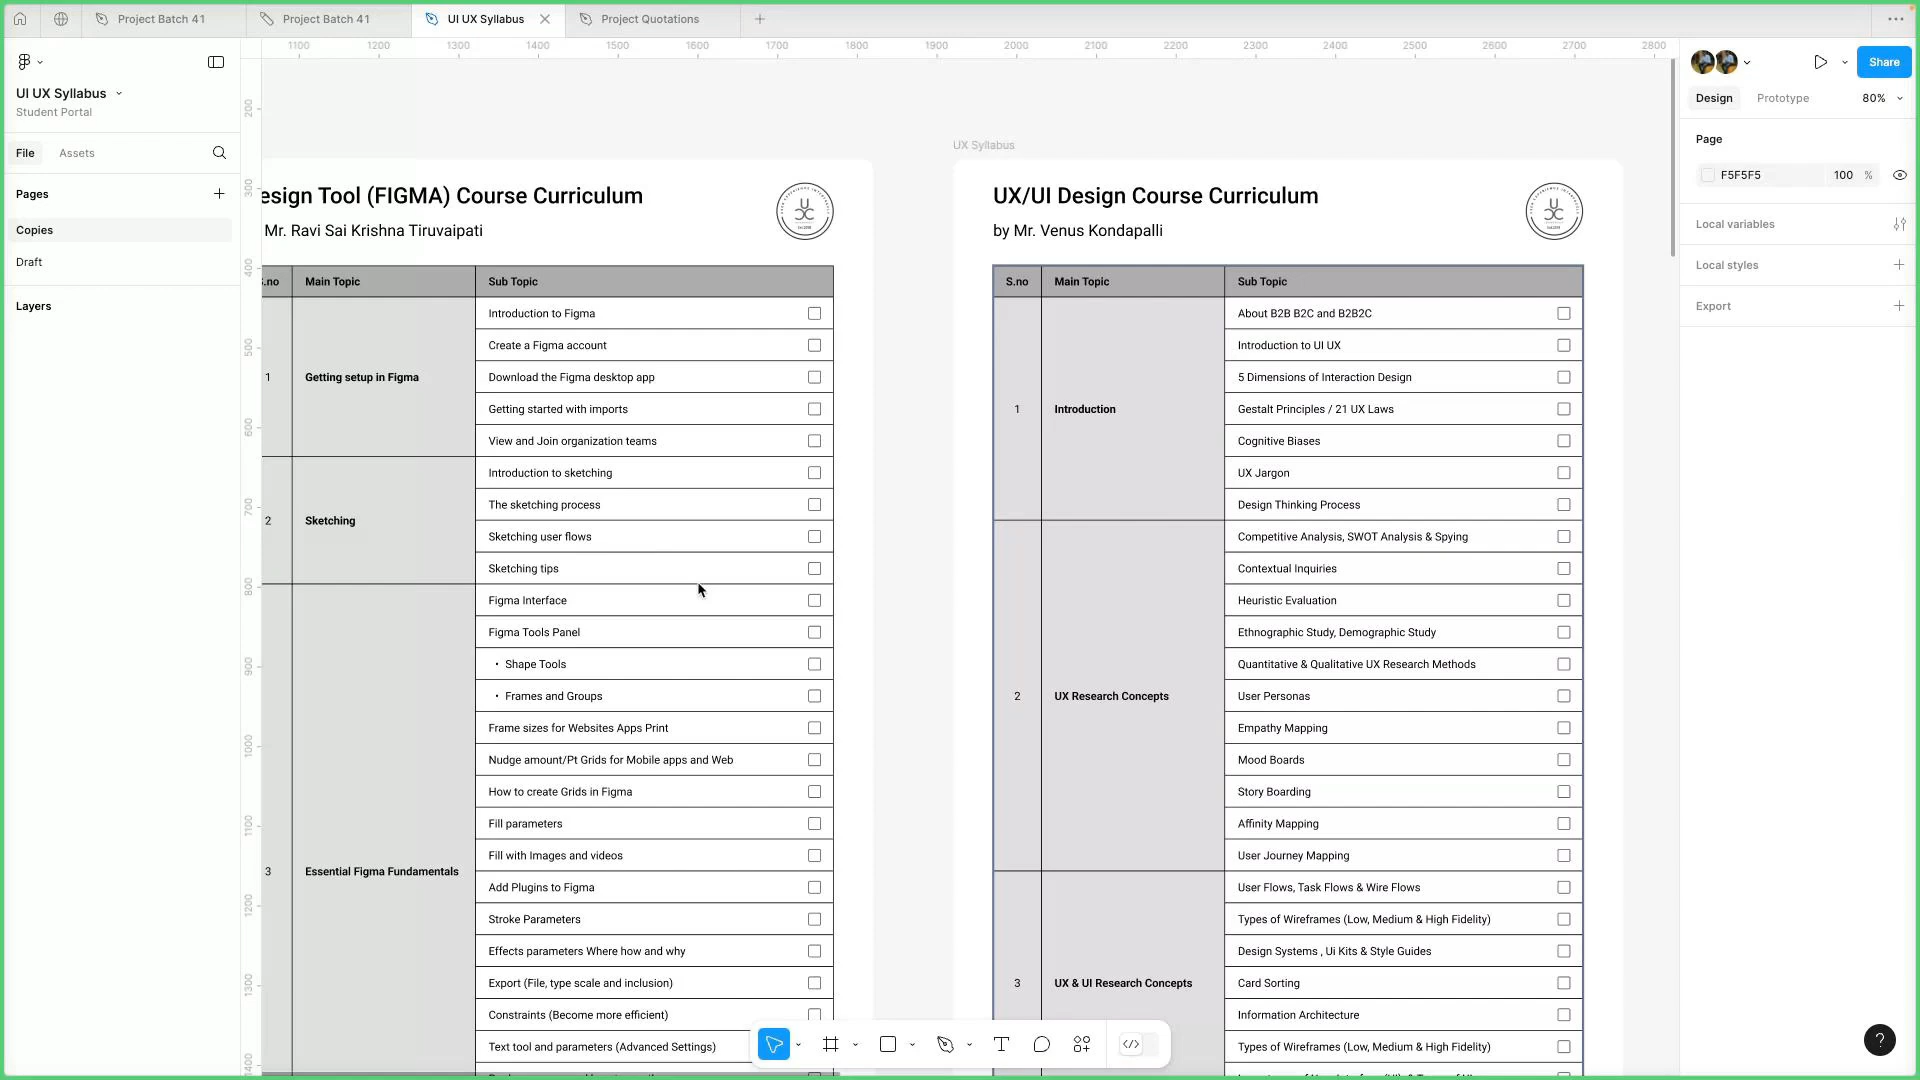 Project Batch 41
Project Batch 41
UI UX Syllabus
Project Quotations
1100 1200 1300 1400 1500 1600 1700 1800 1900 2000 2100 2200 2300 2400 2500 2600 2700 2800
UI UX Syllabus
Student Portal
File
Assets
Pages
Copies
Draft
Layers
200
300
400
500
600
700
800
900
1000
1100
1200
1300
1400
esign Tool (FIGMA) Course Curriculum
Mr. Ravi Sai Krishna Tiruvaipati
S.no Main Topic Sub Topic
1 Getting setup in Figma
Introduction to Figma
Create a Figma account
Download the Figma desktop app
Getting started with imports
View and Join organization teams
2 Sketching
Introduction to sketching
The sketching process
Sketching user flows
Sketching tips
3 Essential Figma Fundamentals
Figma Interface
Figma Tools Panel
• Shape Tools
• Frames and Groups
Frame sizes for Websites Apps Print
Nudge amount/Pt Grids for Mobile apps and Web
How to create Grids in Figma
Fill parameters
Fill with Images and videos
Add Plugins to Figma
Stroke Parameters
Effects parameters Where how and why
Export (File, type scale and inclusion)
Constraints (Become more efficient)
Text tool and parameters (Advanced Settings)
UX Syllabus
UX/UI Design Course Curriculum
by Mr. Venus Kondapalli
S.no Main Topic Sub Topic
1 Introduction
About B2B B2C and B2B2C
Introduction to UI UX
5 Dimensions of Interaction Design
Gestalt Principles / 21 UX Laws
Cognitive Biases
UX Jargon
Design Thinking Process
2 UX Research Concepts
Competitive Analysis, SWOT Analysis & Spying
Contextual Inquiries
Heuristic Evaluation
Ethnographic Study, Demographic Study
Quantitative & Qualitative UX Research Methods
User Personas
Empathy Mapping
Mood Boards
Story Boarding
Affinity Mapping
User Journey Mapping
3 UX & UI Research Concepts
User Flows, Task Flows & Wire Flows
Types of Wireframes (Low, Medium & High Fidelity)
Design Systems , Ui Kits & Style Guides
Card Sorting
Information Architecture
Types of Wireframes (Low, Medium & High Fidelity)
Share
Design
Prototype
80%
Page
F5F5F5 100 %
Local variables
Local styles
Export
?